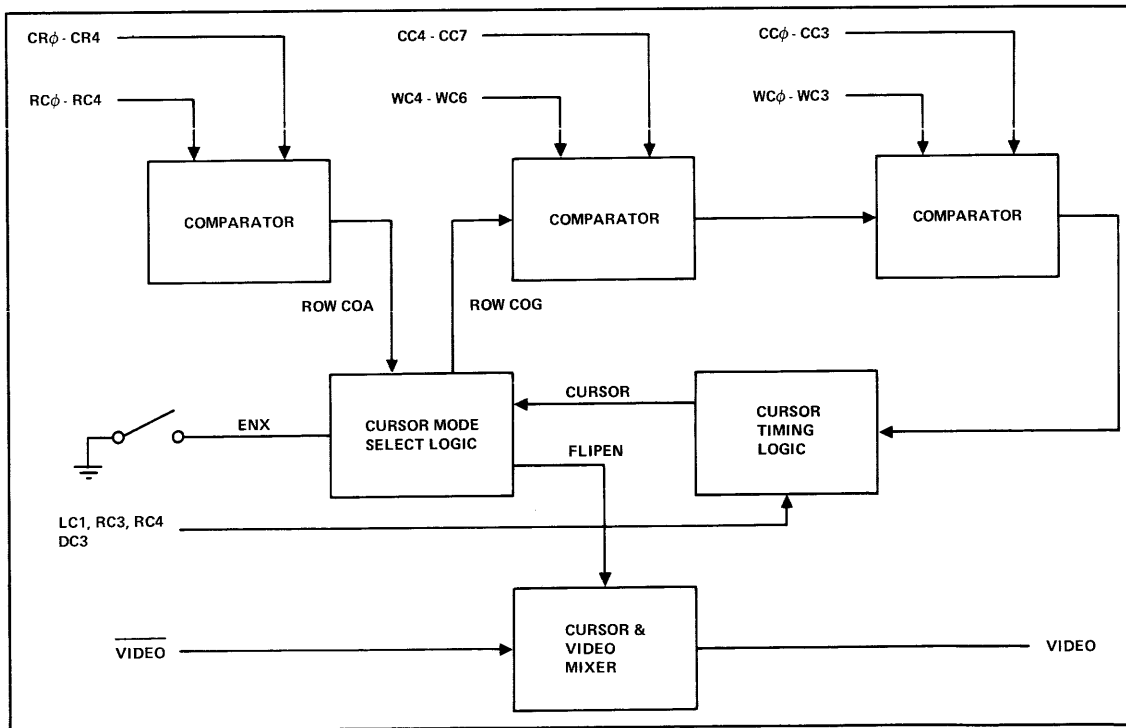 CRϕ - CR4
CC4 - CC7
CCϕ - CC3
RCϕ - RC4
WC4 - WC6
WCϕ - WC3
COMPARATOR
COMPARATOR
COMPARATOR
ROW COA
ROW COG
CURSOR MODE
SELECT LOGIC
ENX
CURSOR
FLIPEN
CURSOR
TIMING
LOGIC
LC1, RC3, RC4
DC3
VIDEO
CURSOR &
VIDEO
MIXER
VIDEO